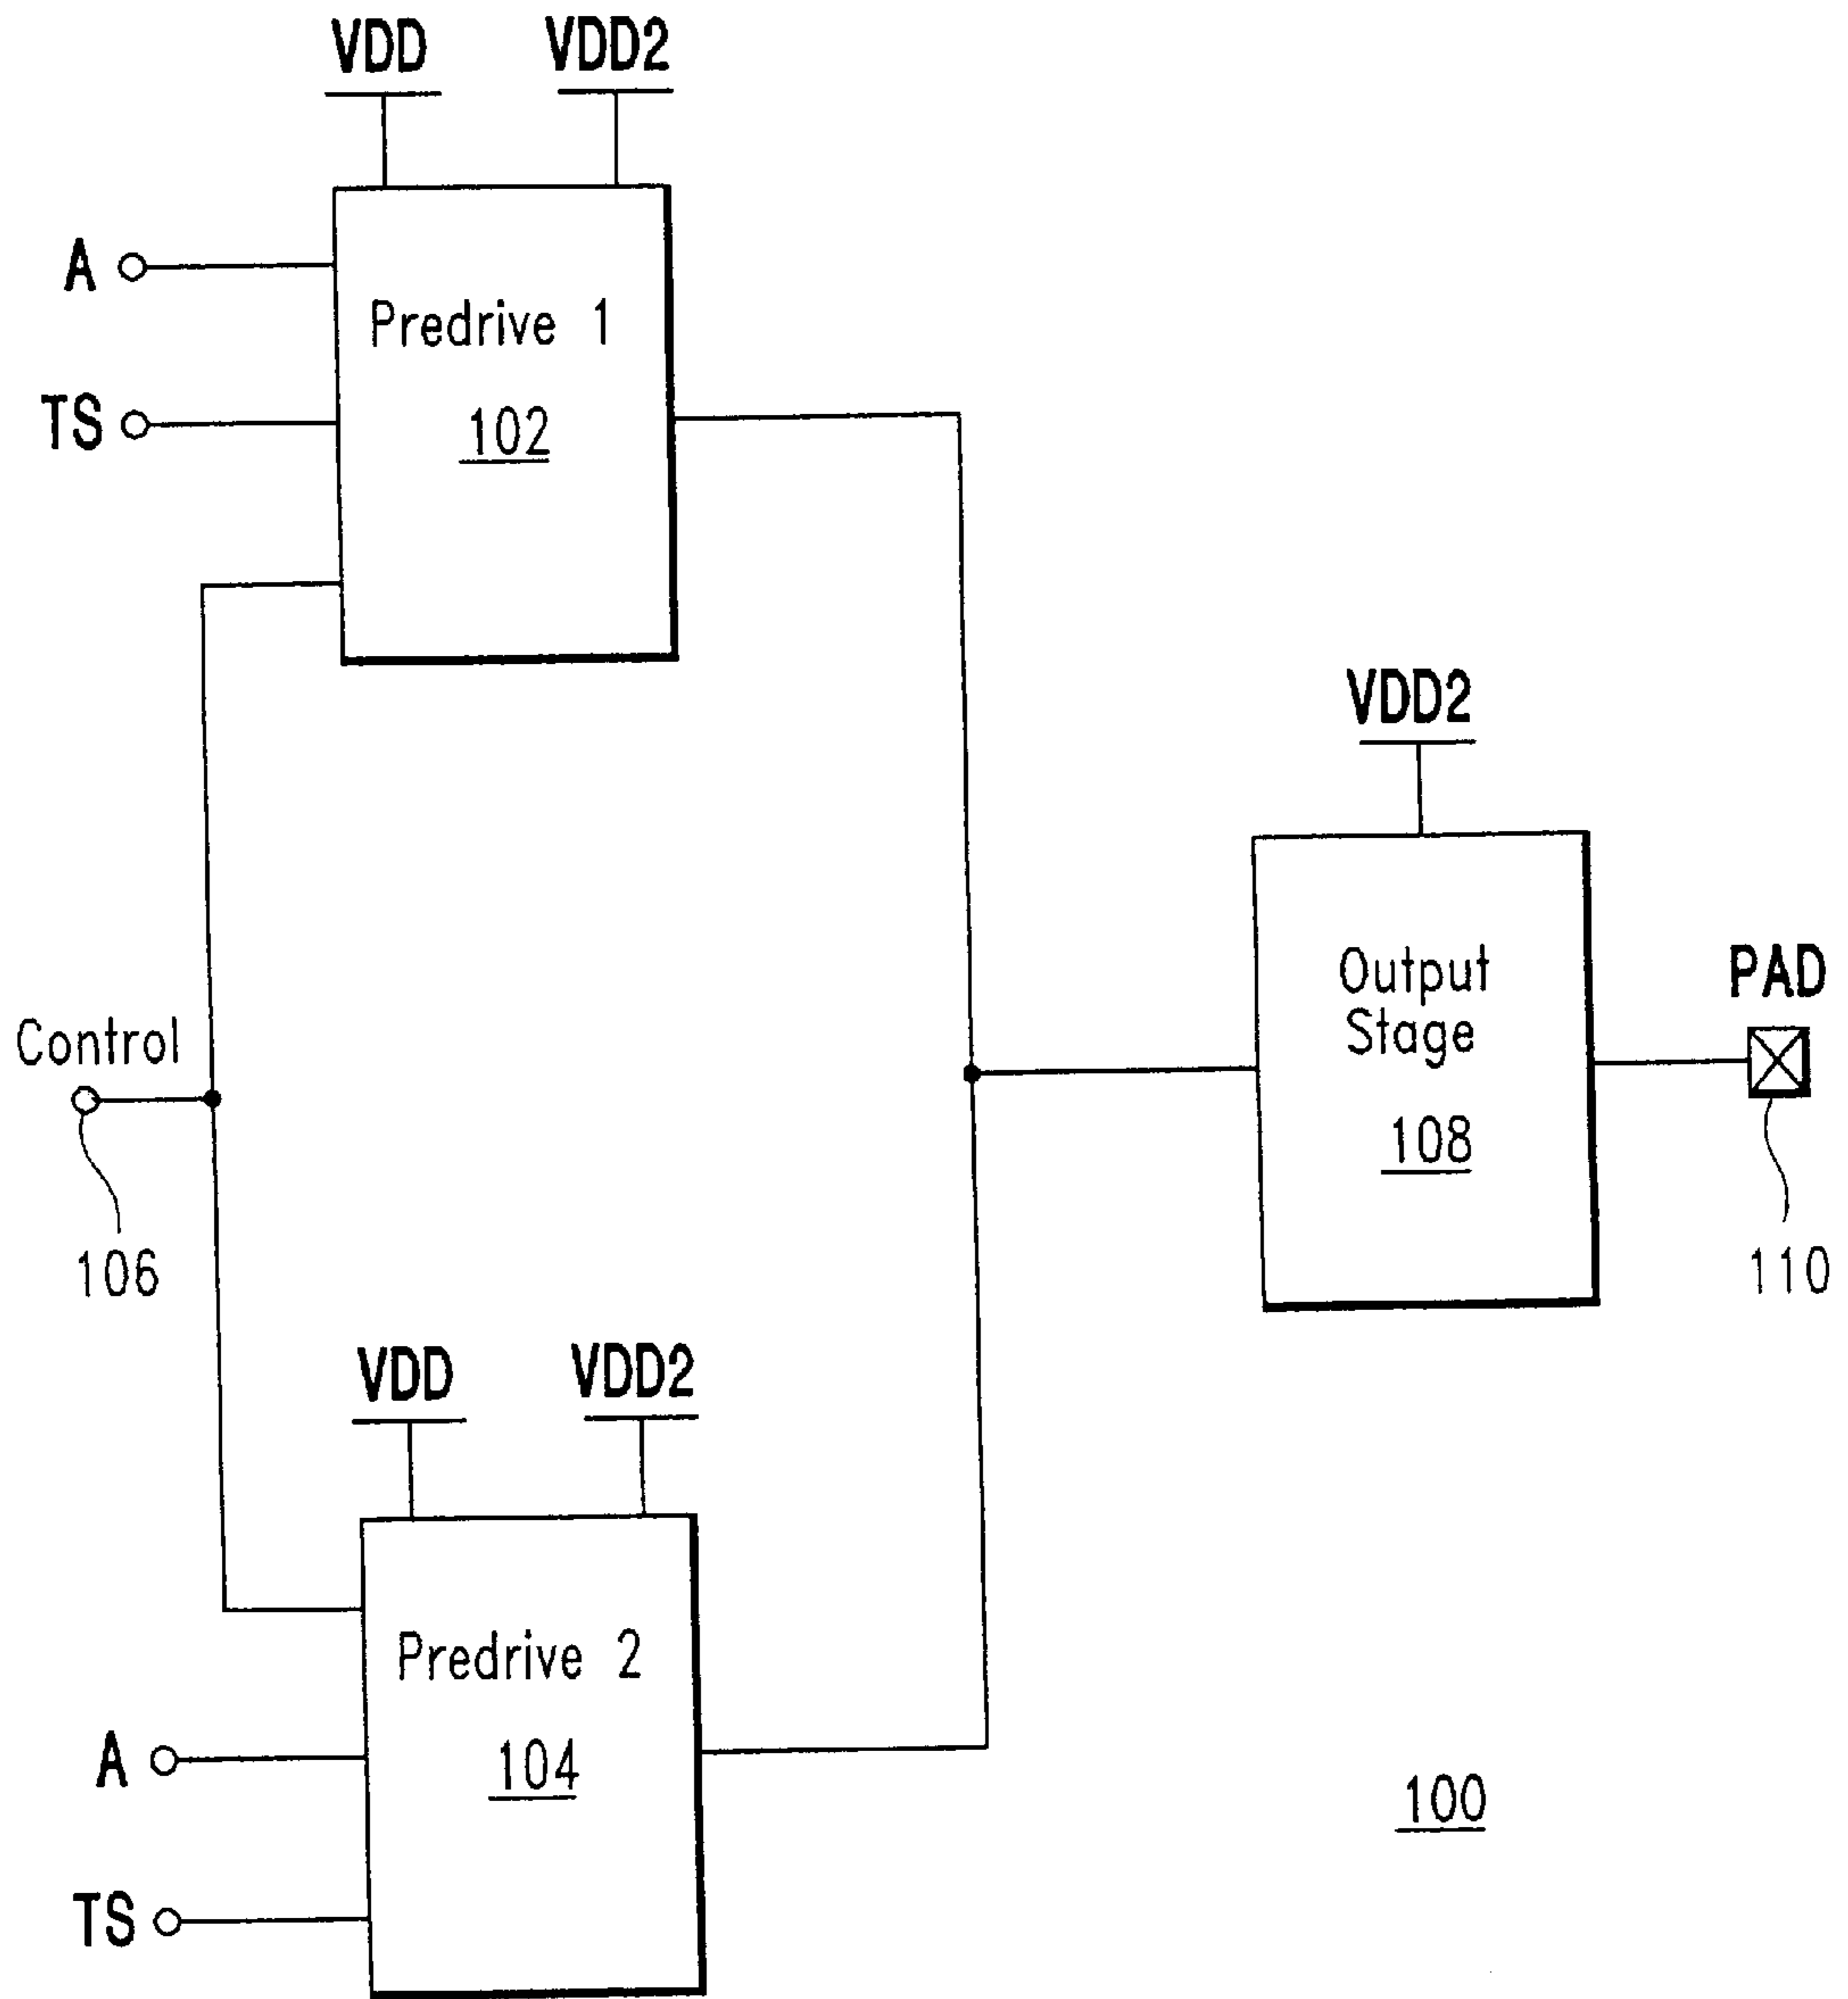 VDD VDD2
A
Predrive 1
TS
102
VDD2
Output
Stage
PAD
Control
108
106
110
VDD VDD2
Predrive 2
A
104
100
TS